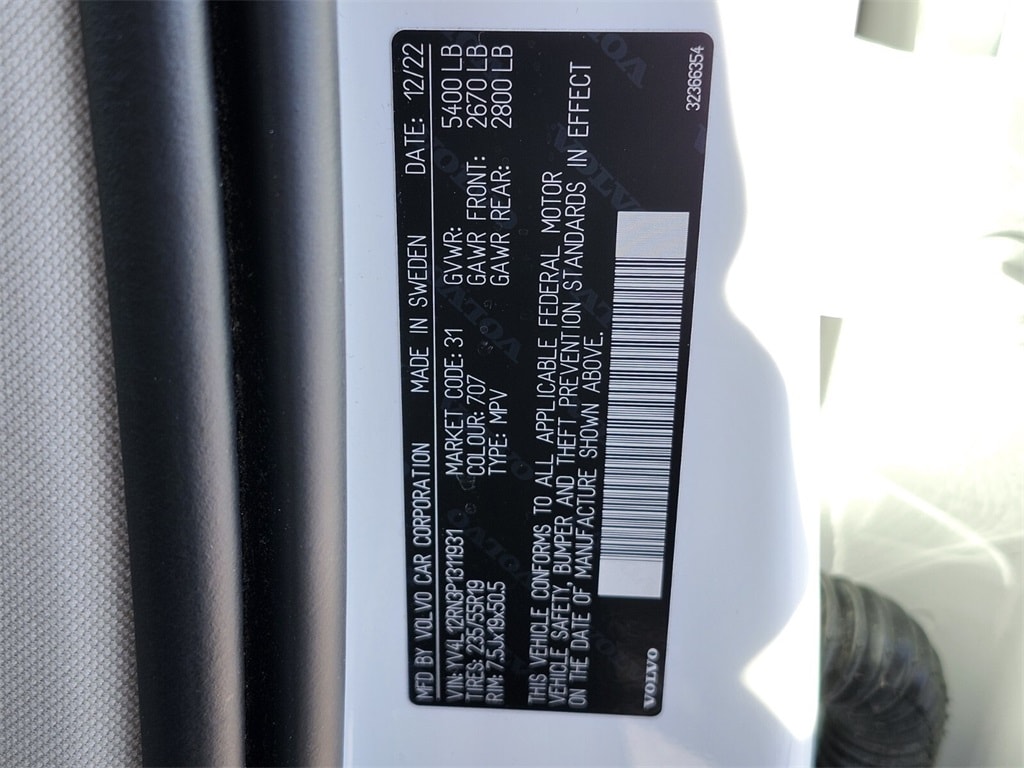 MFD BY VOLVO CAR CORPORATION MADE IN SWEDEN DATE: 12/22
VIN: YV4L12RN3P1311931 MARKET CODE: 31 GVWR: 5400 LB
TIRES: 235/55R19 COLOUR: 707 GAWR FRONT: 2670 LB
RIM: 7.5Jx19x50.5 TYPE: MPV GAWR REAR: 2800 LB
THIS VEHICLE CONFORMS TO ALL APPLICABLE FEDERAL MOTOR
VEHICLE SAFETY, BUMPER AND THEFT PREVENTION STANDARDS IN EFFECT
ON THE DATE OF MANUFACTURE SHOWN ABOVE.
VOLVO 32366354